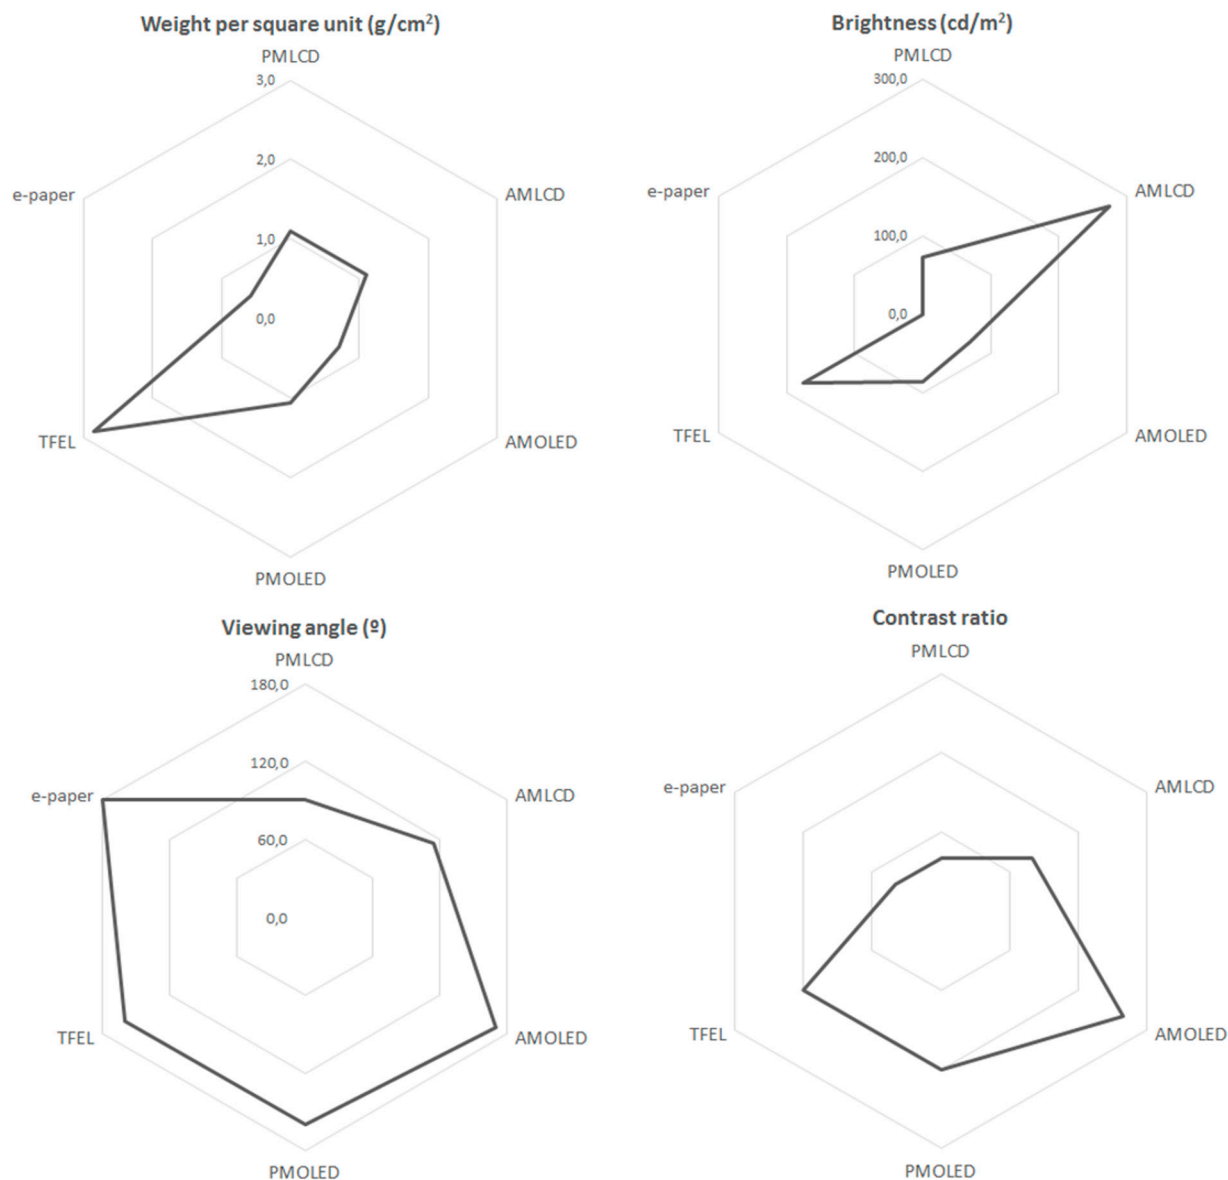 Weight per square unit (g/cm²)
PMLCD
3,0
2,0
e-paper
AMLCD
1,0
0,0
TFEL
AMOLED
PMOLED
Brightness (cd/m²)
PMLCD
300,0
200,0
e-paper
AMLCD
100,0
0,0
TFEL
AMOLED
PMOLED
Viewing angle (º)
PMLCD
180,0
120,0
e-paper
AMLCD
60,0
0,0
TFEL
AMOLED
PMOLED
Contrast ratio
PMLCD
e-paper
AMLCD
TFEL
AMOLED
PMOLED